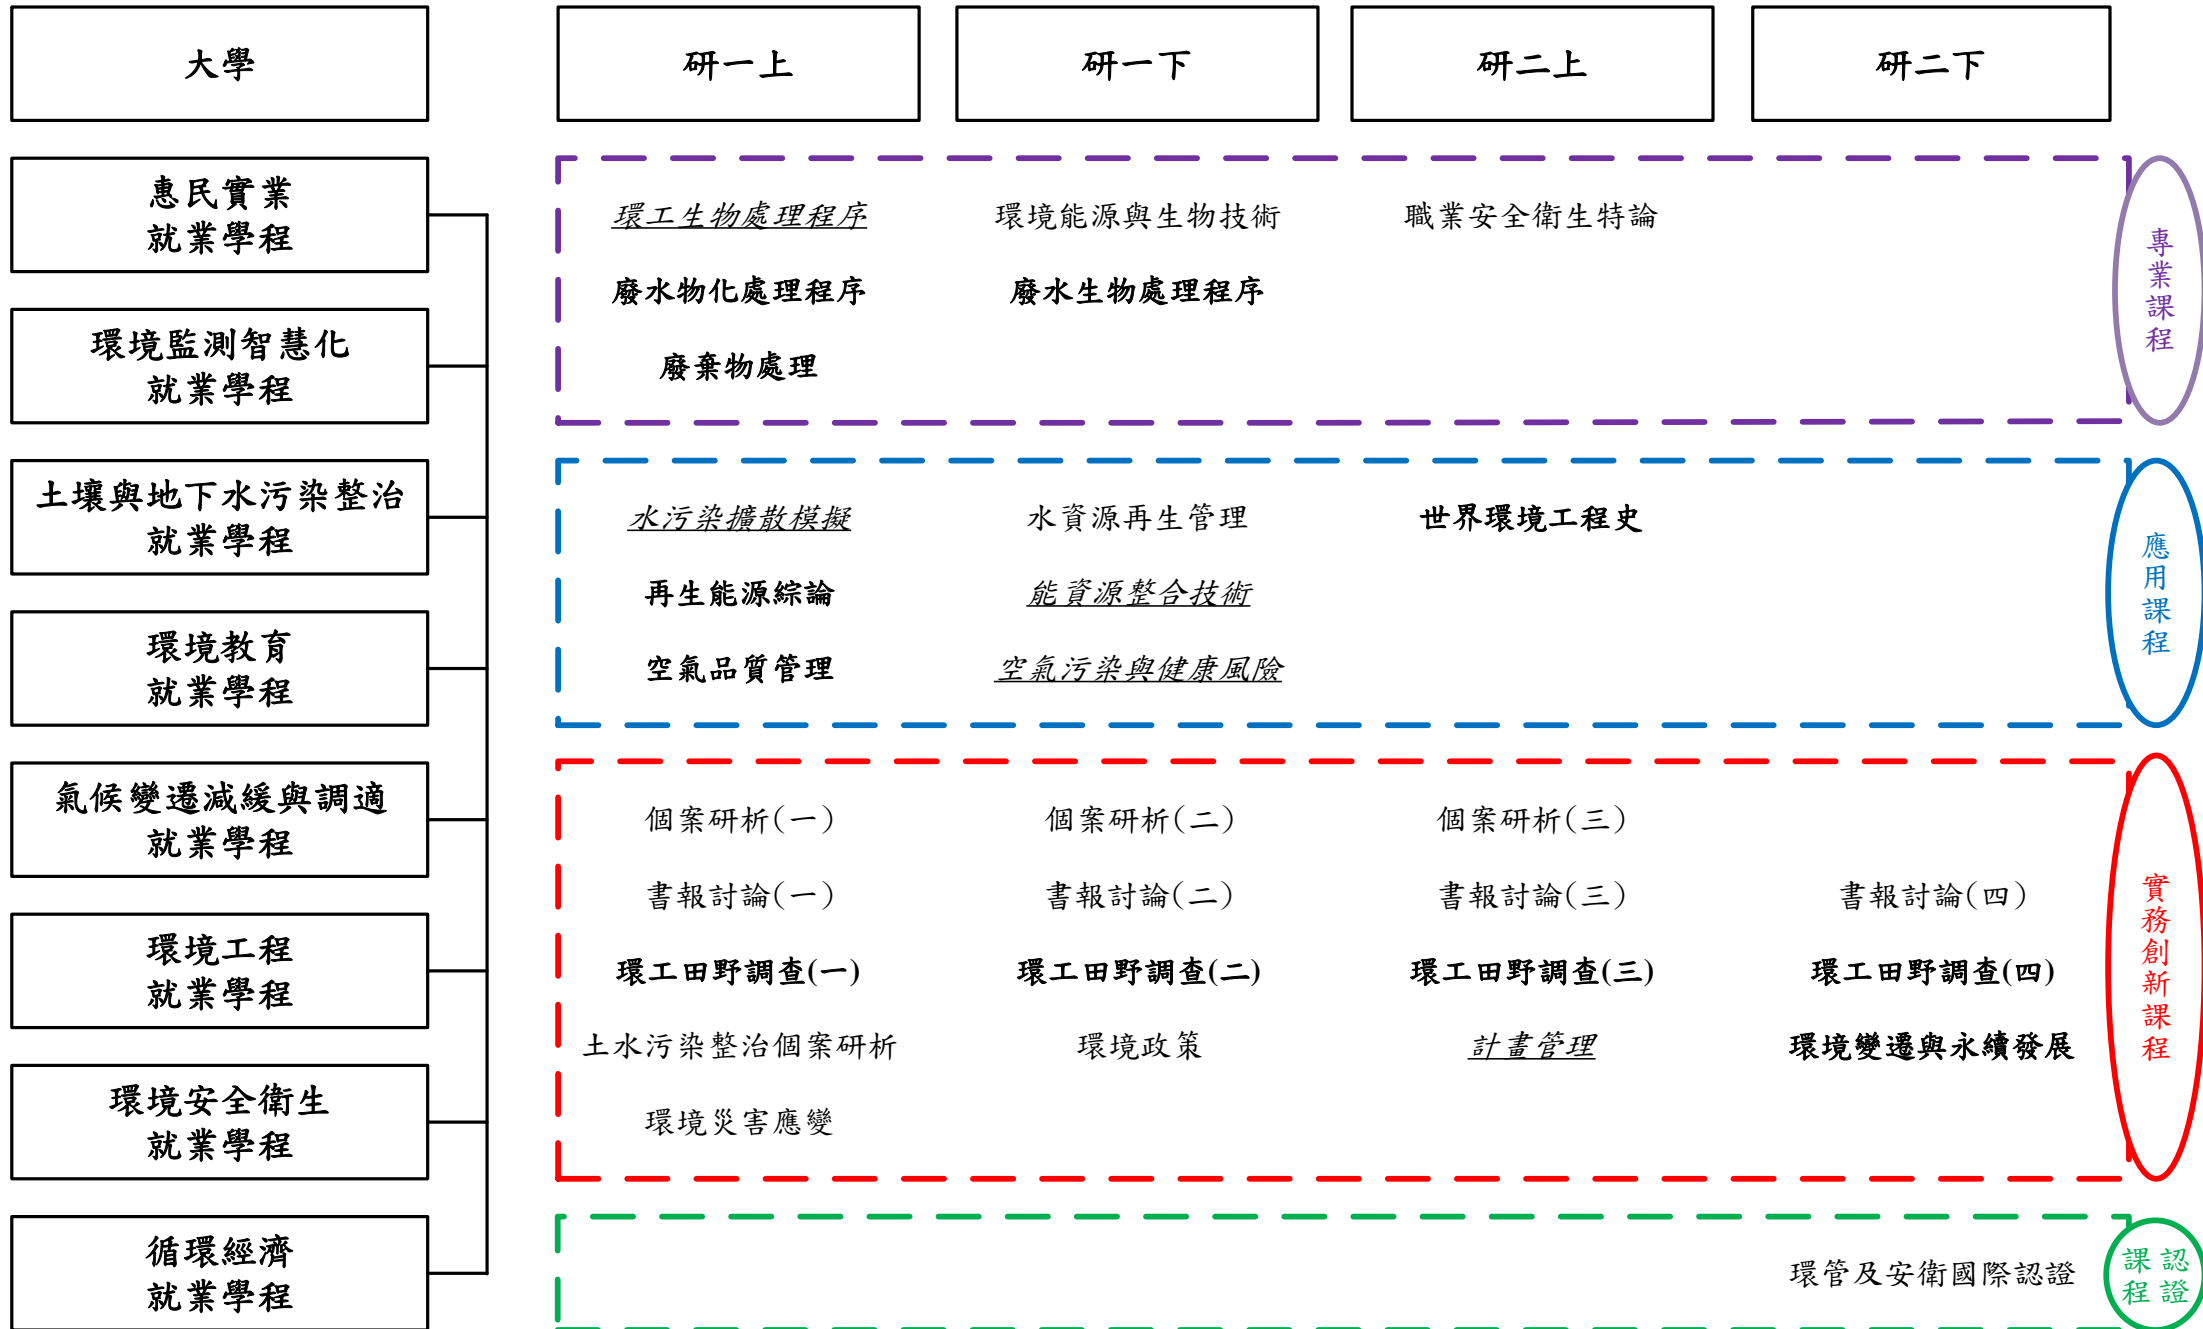 大學
研一上
研一下
研二上
研二下
惠民實業
就業學程
環境監測智慧化
就業學程
土壤與地下水污染整治
就業學程
環境教育
就業學程
氣候變遷減緩與調適
就業學程
環境工程
就業學程
環境安全衛生
就業學程
循環經濟
就業學程
環工生物處理程序
環境能源與生物技術
職業安全衛生特論
廢水物化處理程序
廢水生物處理程序
廢棄物處理
專業課程
水污染擴散模擬
水資源再生管理
世界環境工程史
再生能源綜論
能資源整合技術
空氣品質管理
空氣污染與健康風險
應用課程
個案研析(一)
個案研析(二)
個案研析(三)
書報討論(一)
書報討論(二)
書報討論(三)
書報討論(四)
環工田野調查(一)
環工田野調查(二)
環工田野調查(三)
環工田野調查(四)
土水污染整治個案研析
環境政策
計畫管理
環境變遷與永續發展
環境災害應變
實務創新課程
環管及安衛國際認證
認證
課程